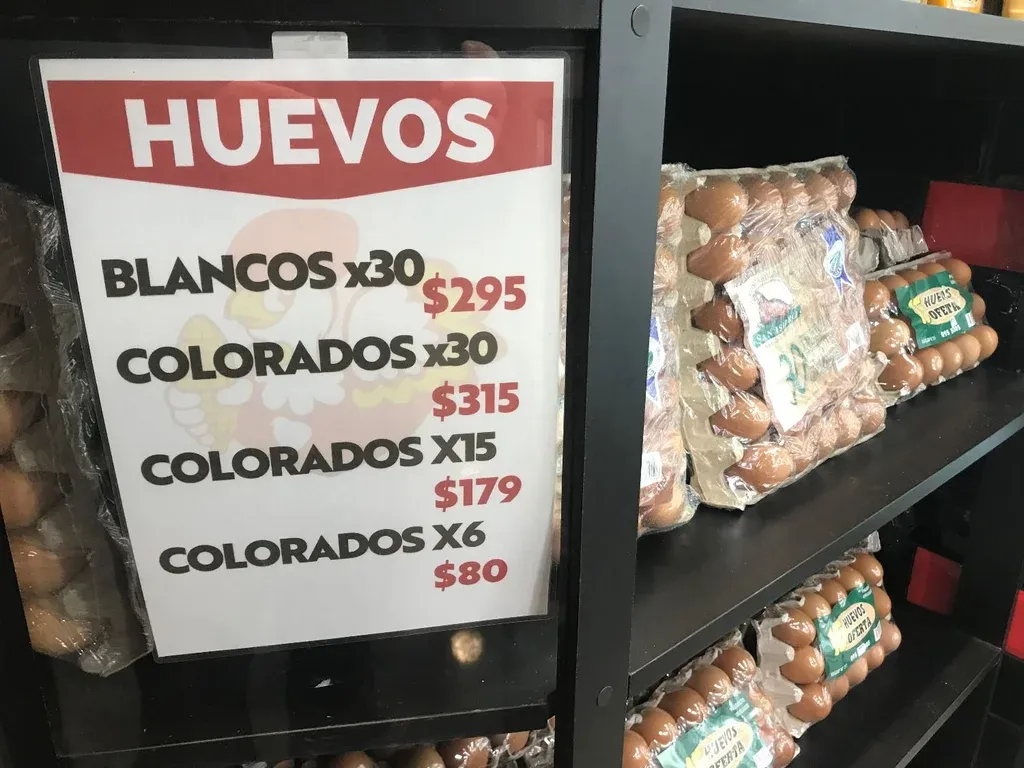 HUEVOS
BLANCOS x30
$295
COLORADOS x30
$315
COLORADOS X15
$179
COLORADOS X6
$80
30
HUEVOS
OFERTA
HUEVOS
OFERTA
HUEVOS
OFERTA